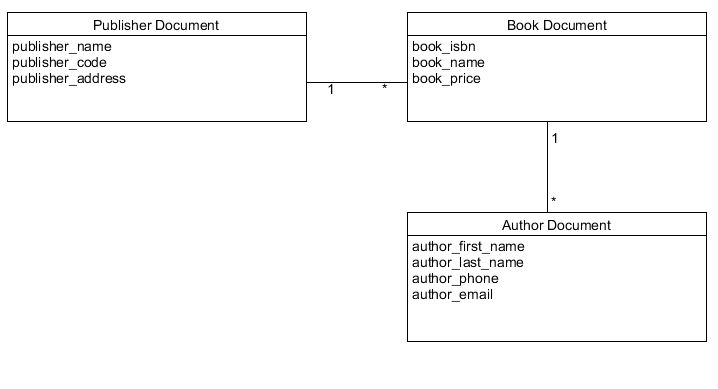 Publisher Document
publisher_name
publisher_code
publisher_address
1
*
Book Document
book_isbn
book_name
book_price
1
*
Author Document
author_first_name
author_last_name
author_phone
author_email